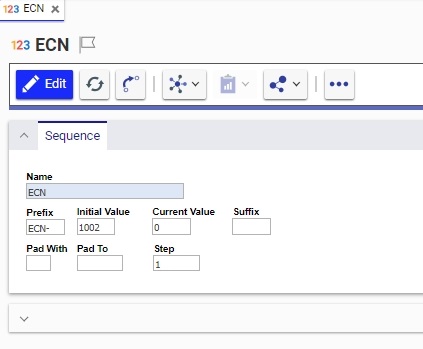 123 ECN
123 ECN
Edit
Sequence
Name
ECN
Prefix Initial Value Current Value Suffix
ECN- 1002 0
Pad With Pad To Step
1